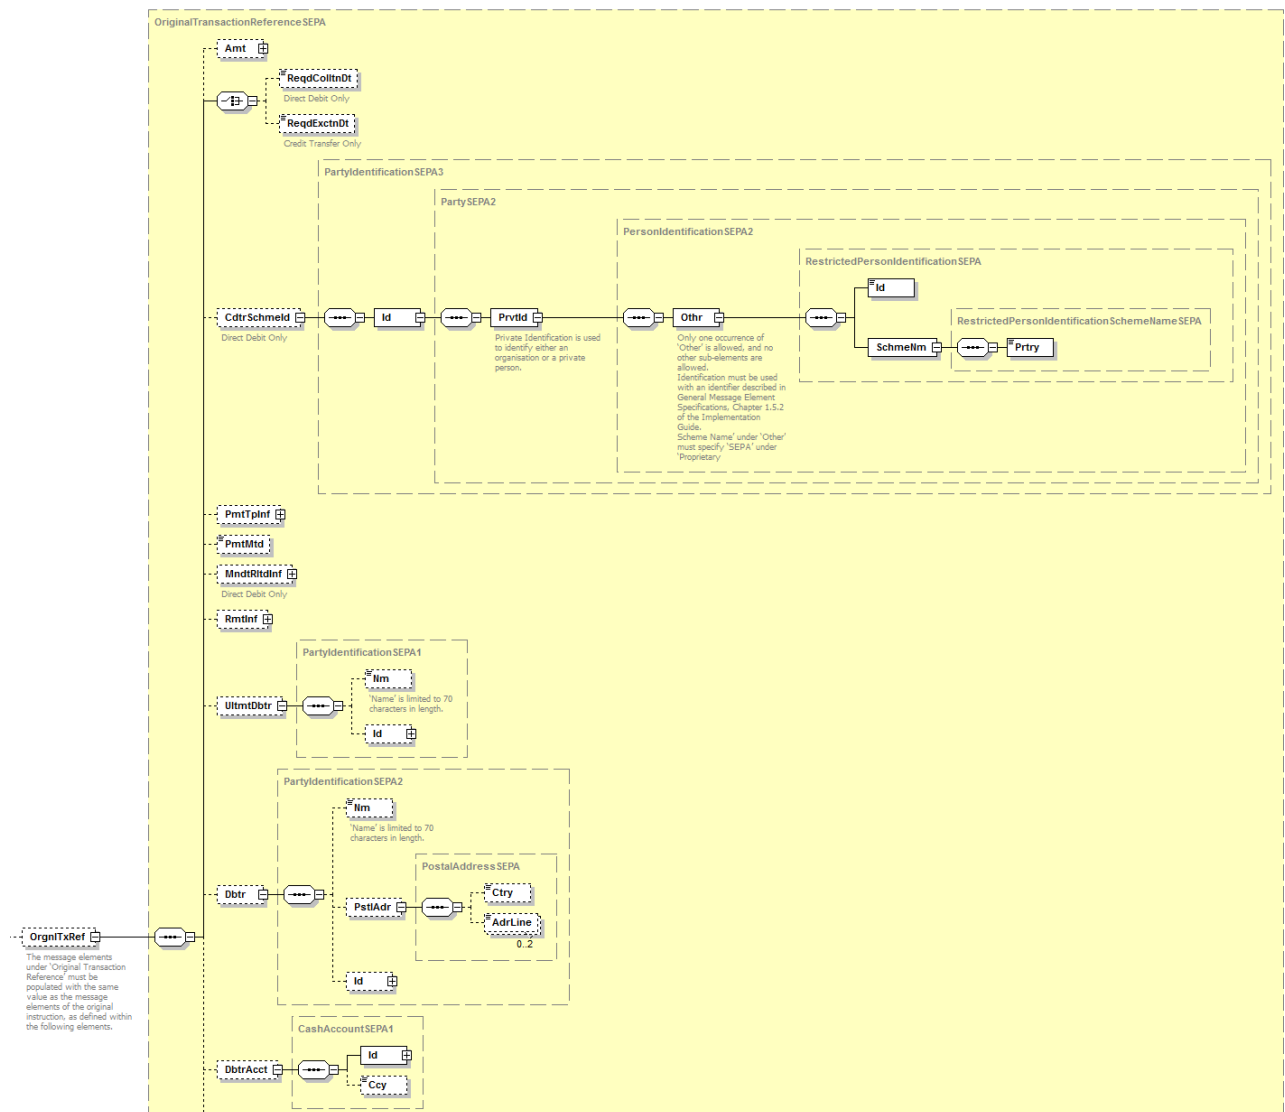 OriginalTransactionReferenceSEPA
Amt
ReqdColltnDt
Direct Debit Only
ReqdExctnDt
Credit Transfer Only
PartyIdentificationSEPA3
PartySEPA2
PersonIdentificationSEPA2
RestrictedPersonIdentificationSEPA
Id
CdtrSchmeId
Direct Debit Only
Id
PrvtId
Private Identification is used
to identify either an
organisation or a private
person.
Othr
Only one occurrence of
'Other' is allowed, and no
other sub-elements are
allowed.
Identification must be used
with an identifier described in
General Message Element
Specifications, Chapter 1.5.2
of the Implementation
Guide.
Scheme Name' under 'Other'
must specify 'SEPA' under
'Proprietary
RestrictedPersonIdentificationSchemeNameSEPA
SchmeNm
Prtry
PmtTpInf
PmtMtd
MndtRltdInf
Direct Debit Only
RmtInf
PartyIdentificationSEPA1
Nm
'Name' is limited to 70
characters in length.
UltmtDbtr
Id
PartyIdentificationSEPA2
Nm
'Name' is limited to 70
characters in length.
PostalAddressSEPA
Dbtr
PstlAdr
Ctry
AdrLine
0..2
OrgnlTxRef
The message elements
under 'Original Transaction
Reference' must be
populated with the same
value as the message
elements of the original
instruction, as defined within
the following elements.
Id
CashAccountSEPA1
DbtrAcct
Id
Ccy